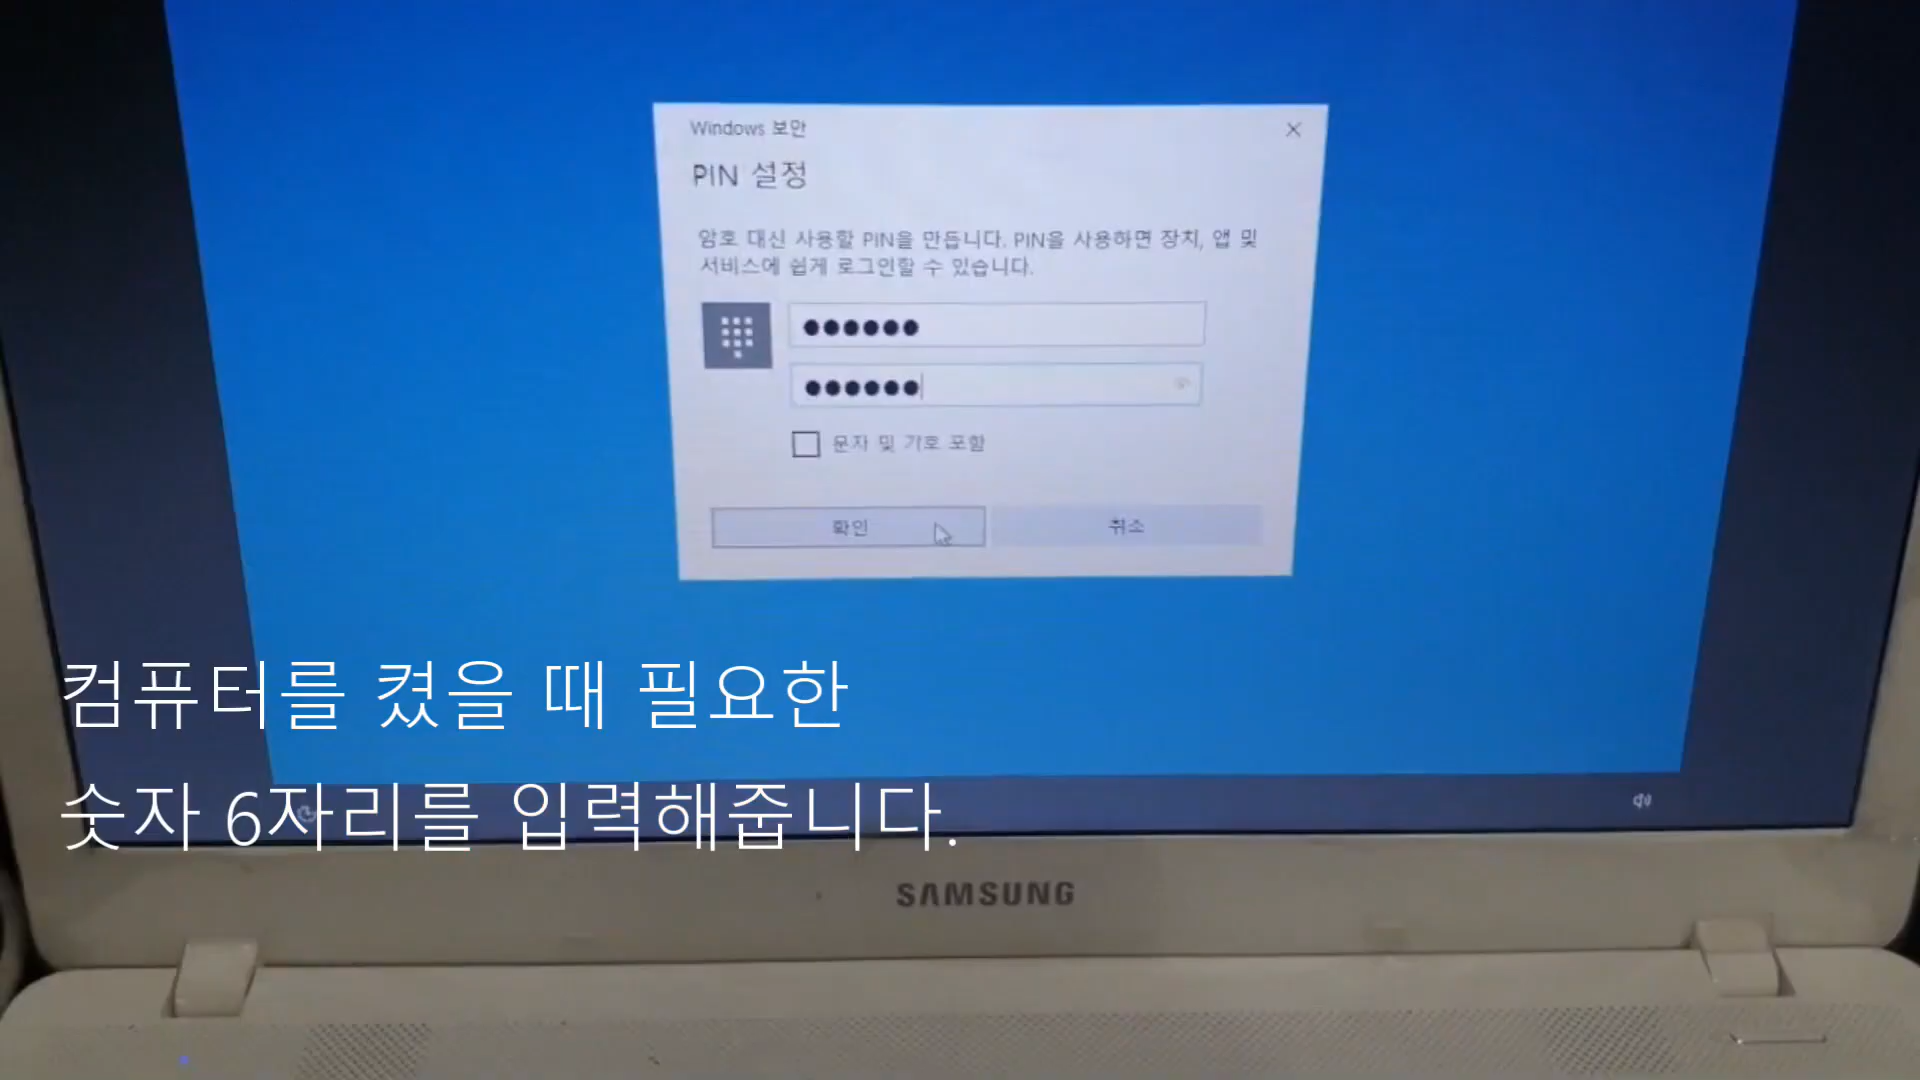 Windows 보안
PIN 설정
암호 대신 사용할 PIN을 만듭니다. PIN을 사용하면 장치, 앱 및
서비스에 쉽게 로그인할 수 있습니다.
문자 및 기호 포함
확인
취소
컴퓨터를 켰을 때 필요한
숫자 6자리를 입력해줍니다.
SAMSUNG